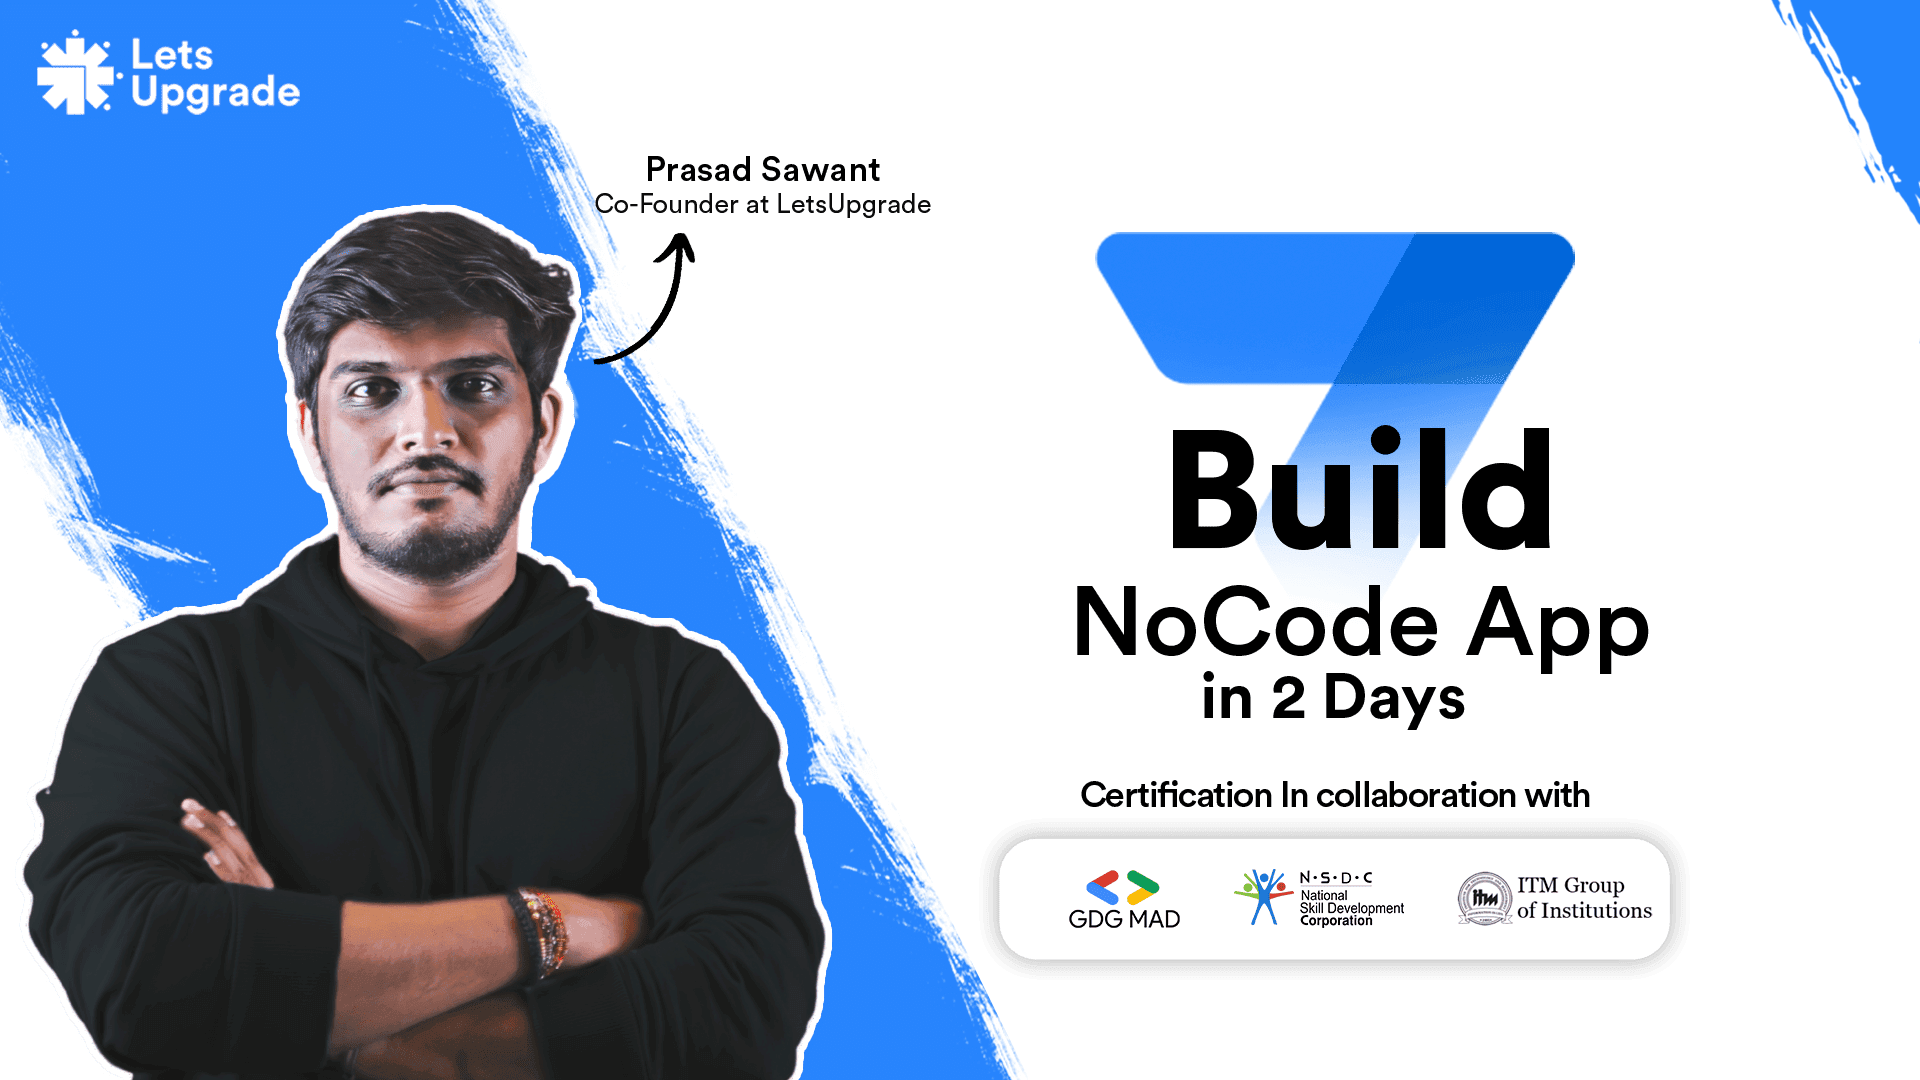 Lets
Upgrade
Prasad Sawant
Co-Founder at LetsUpgrade
Build
NoCode App
in 2 Days
Certification In collaboration with
GDG MAD
N·S·D·C
National
Skill Development
Corporation
itm
ITM Group
of Institutions